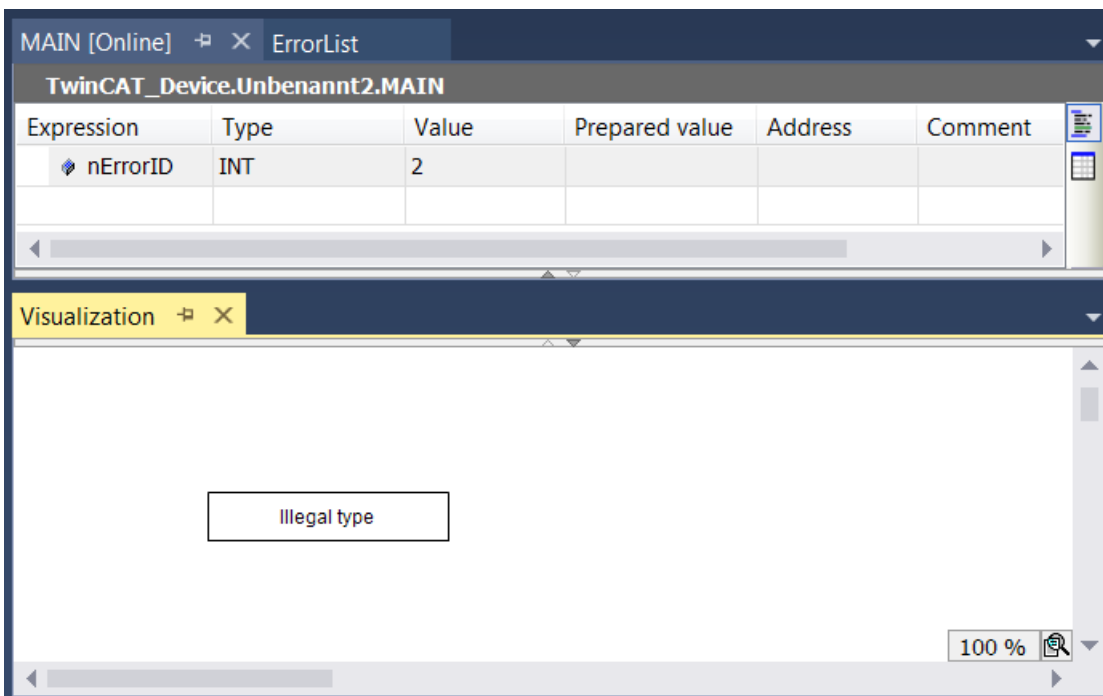 MAIN [Online] ErrorList
TwinCAT_Device.Unbenannt2.MAIN
Expression Type Value Prepared value Address Comment
nErrorID INT 2
Visualization
Illegal type
100 %